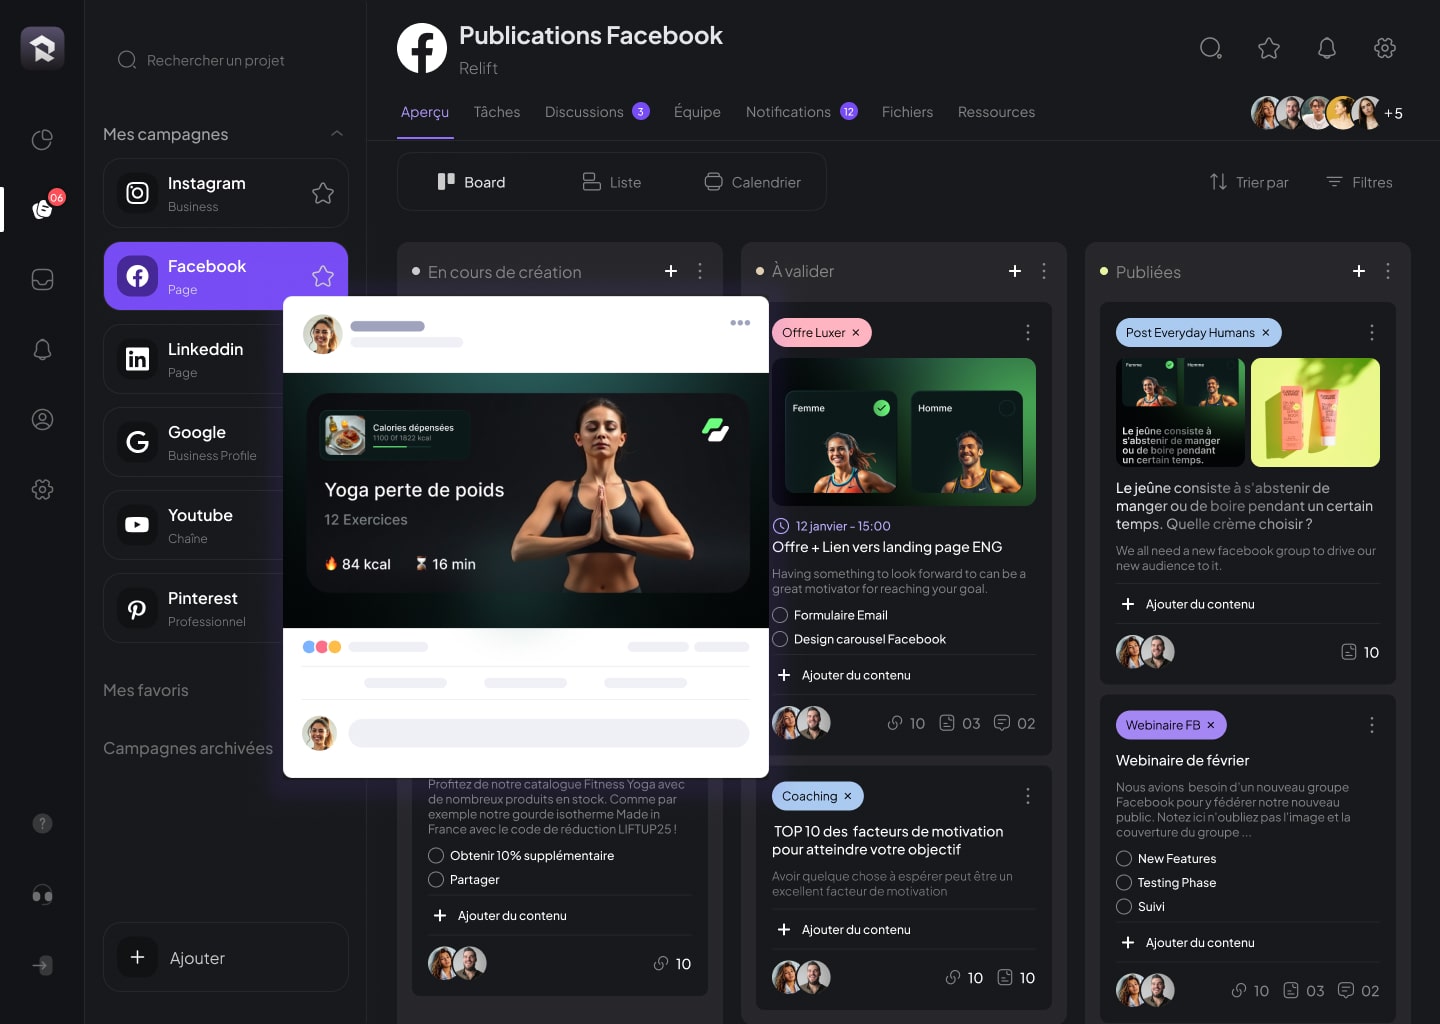 Rechercher un projet
Mes campagnes
06
Instagram
Business
Facebook
Page
Linkeddin
Page
Google
Business Profile
Youtube
Chaîne
Pinterest
Professionnel
Mes favoris
Campagnes archivées
?
Ajouter
Publications Facebook
Relift
Aperçu
Tâches
Discussions 3
Équipe
Notifications 12
Fichiers
Ressources
+5
Board
Liste
Calendrier
Trier par
Filtres
En cours de création
Calories dépensées
1100 Of 1822 kcal
Yoga perte de poids
12 Exercices
84 kcal
16 min
Profitez de notre catalogue Fitness Yoga avec
de nombreux produits en stock. Comme par
exemple notre gourde isotherme Made in
France avec le code de réduction LIFTUP25 !
Obtenir 10% supplémentaire
Partager
Ajouter du contenu
10
À valider
Offre Luxer
Femme
Homme
12 janvier - 15:00
Offre + Lien vers landing page ENG
Having something to look forward to can be a
great motivator for reaching your goal.
Formulaire Email
Design carousel Facebook
Ajouter du contenu
10
03
02
Coaching
TOP 10 des facteurs de motivation
pour atteindre votre objectif
Avoir quelque chose à espérer peut être un
excellent facteur de motivation
Ajouter du contenu
10
10
Publiées
Post Everyday Humans
Femme
Homme
Le jeûne consiste à
s'abstenir de manger
ou de boire pendant
un certain temps.
Le jeûne consiste à s'abstenir de
manger ou de boire pendant un certain
temps. Quelle crème choisir ?
We all need a new facebook group to drive our
new audience to it.
Ajouter du contenu
10
Webinaire FB
Webinaire de février
Nous avions besoin d'un nouveau groupe
Facebook pour y fédérer notre nouveau
public. Notez ici n'oubliez pas l'image et la
couverture du groupe ...
New Features
Testing Phase
Suivi
Ajouter du contenu
10
03
02